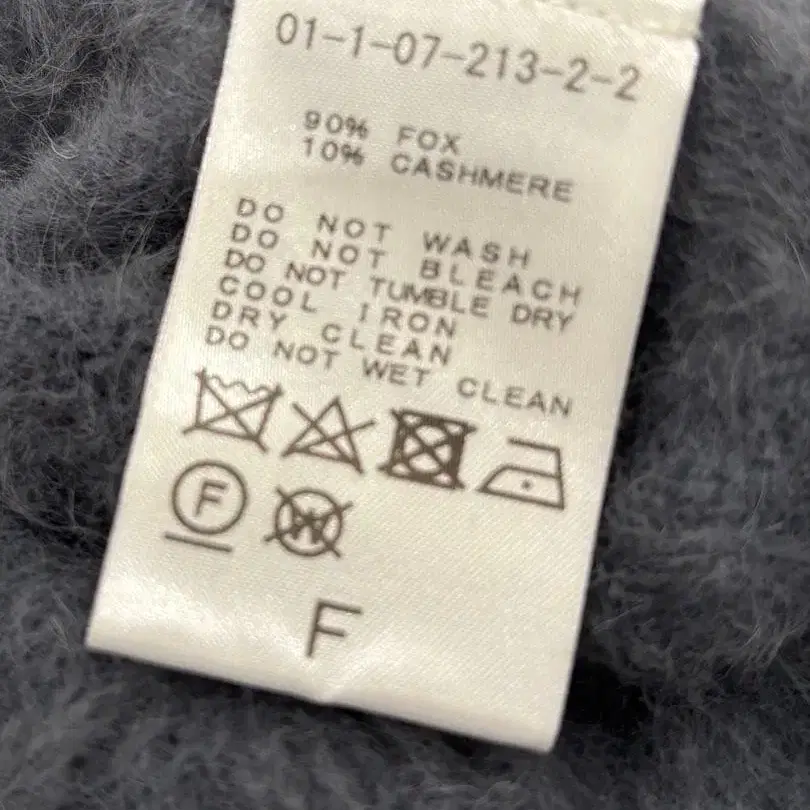 01-1-07-213-2-2
90% FOX
10% CASHMERE
DO NOT WASH
DO NOT BLEACH
DO NOT TUMBLE DRY
COOL IRON
DRY CLEAN
DO NOT WET CLEAN
F W
F